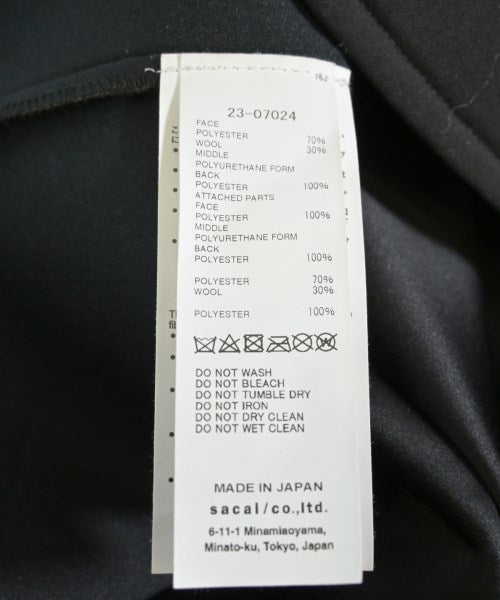 23-07024
FACE
POLYESTER 70%
WOOL 30%
MIDDLE
POLYURETHANE FORM
BACK
POLYESTER 100%
ATTACHED PARTS
FACE
POLYESTER 100%
MIDDLE
POLYURETHANE FORM
BACK
POLYESTER 100%
POLYESTER 70%
WOOL 30%
POLYESTER 100%
DO NOT WASH
DO NOT BLEACH
DO NOT TUMBLE DRY
DO NOT IRON
DO NOT DRY CLEAN
DO NOT WET CLEAN
MADE IN JAPAN
sacai/co.,ltd.
6-11-1 Minamiaoyama,
Minato-ku, Tokyo, Japan